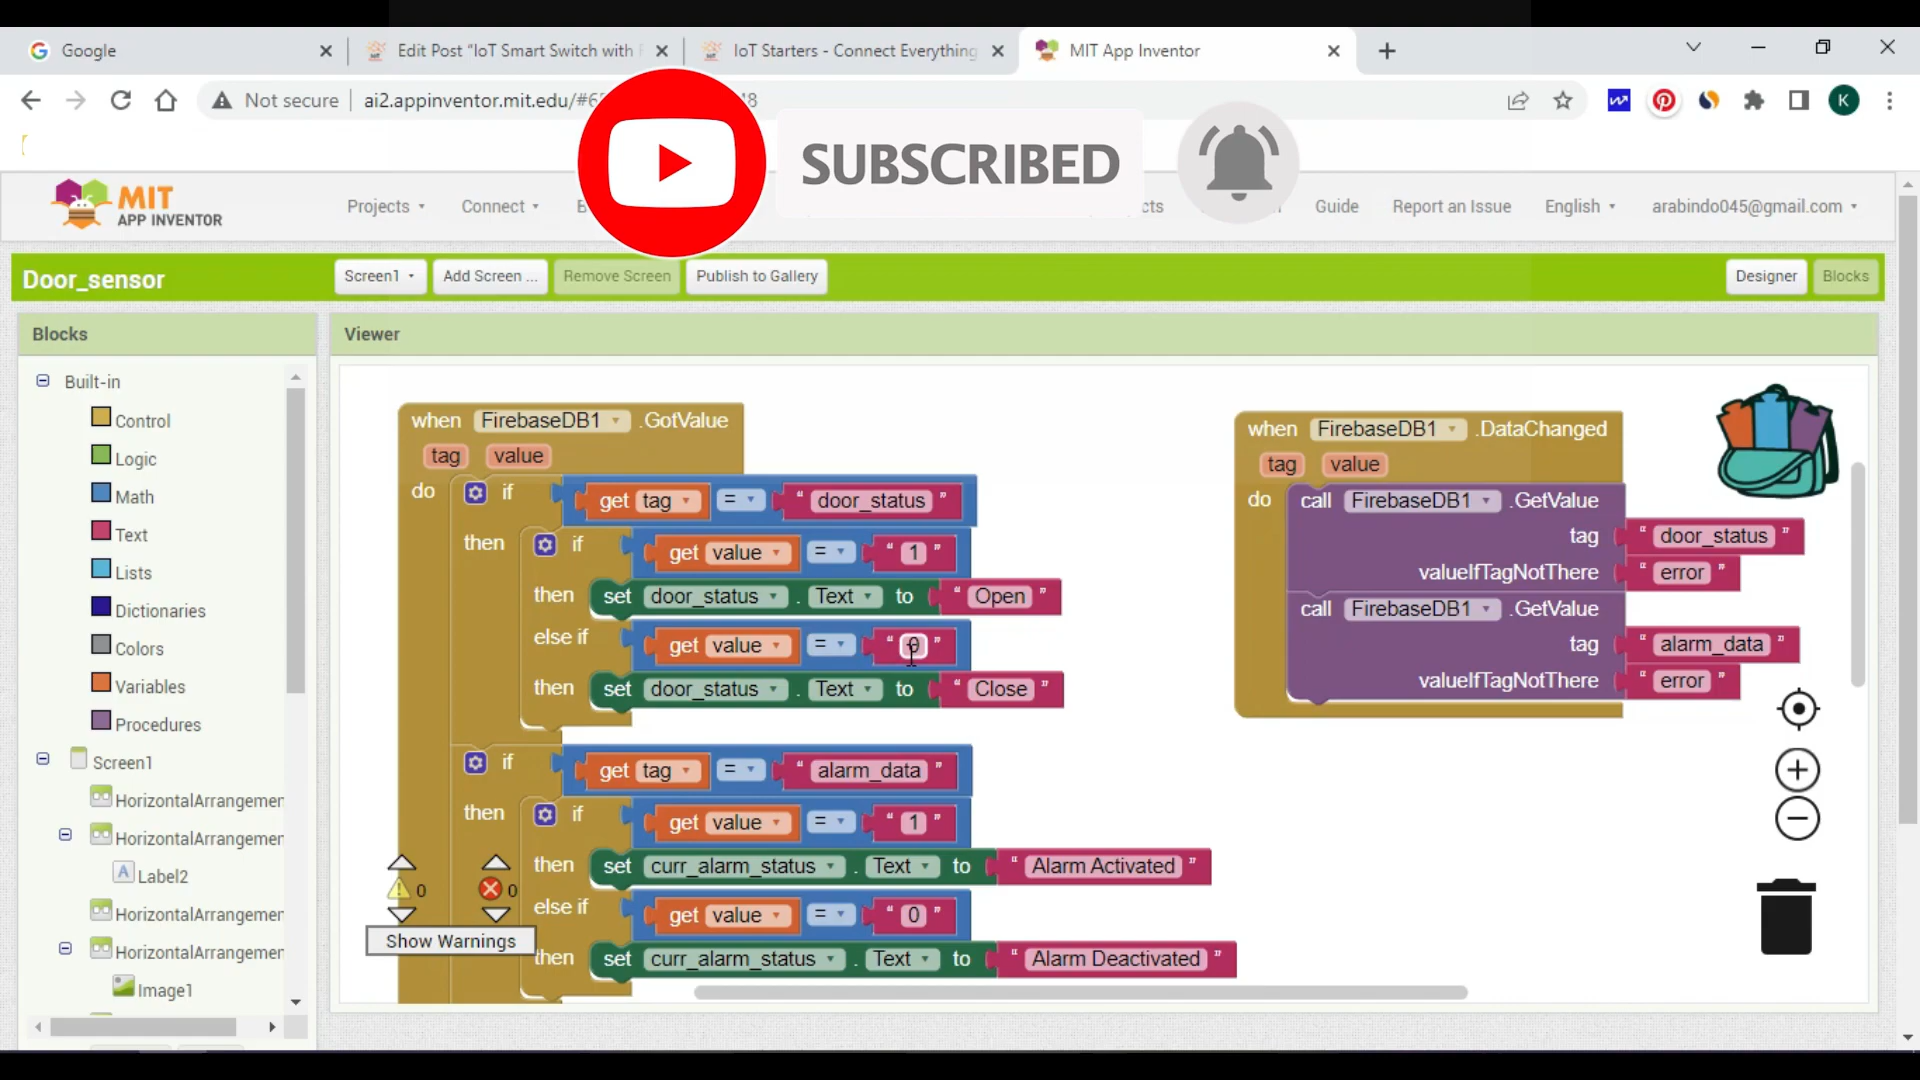 Google
Edit Post "IoT Smart Switch with
IoT Starters - Connect Everything
MIT App Inventor
Not secure
ai2.appinventor.mit.edu/#6
K
SUBSCRIBED
MIT
APP INVENTOR
Projects
Connect
Guide
Report an Issue
English
arabindo045@gmail.com
Door_sensor
Screen1
Add Screen ...
Remove Screen
Publish to Gallery
Designer
Blocks
Blocks
Viewer
Built-in
Control
Logic
Math
Text
Lists
Dictionaries
Colors
Variables
Procedures
Screen1
HorizontalArrangemen
HorizontalArrangemen
Label2
HorizontalArrangemen
HorizontalArrangemen
Image1
when FirebaseDB1 .GotValue
tag value
do if get tag = " door_status "
then if get value = " 1 "
then set door_status . Text to " Open "
else if get value = " 0 "
then set door_status . Text to " Close "
if get tag = " alarm_data "
then if get value = " 1 "
then set curr_alarm_status . Text to " Alarm Activated "
else if get value = " 0 "
then set curr_alarm_status . Text to " Alarm Deactivated "
0 0
Show Warnings
when FirebaseDB1 .DataChanged
tag value
do call FirebaseDB1 .GetValue
tag " door_status "
valueIfTagNotThere " error "
call FirebaseDB1 .GetValue
tag " alarm_data "
valueIfTagNotThere " error "